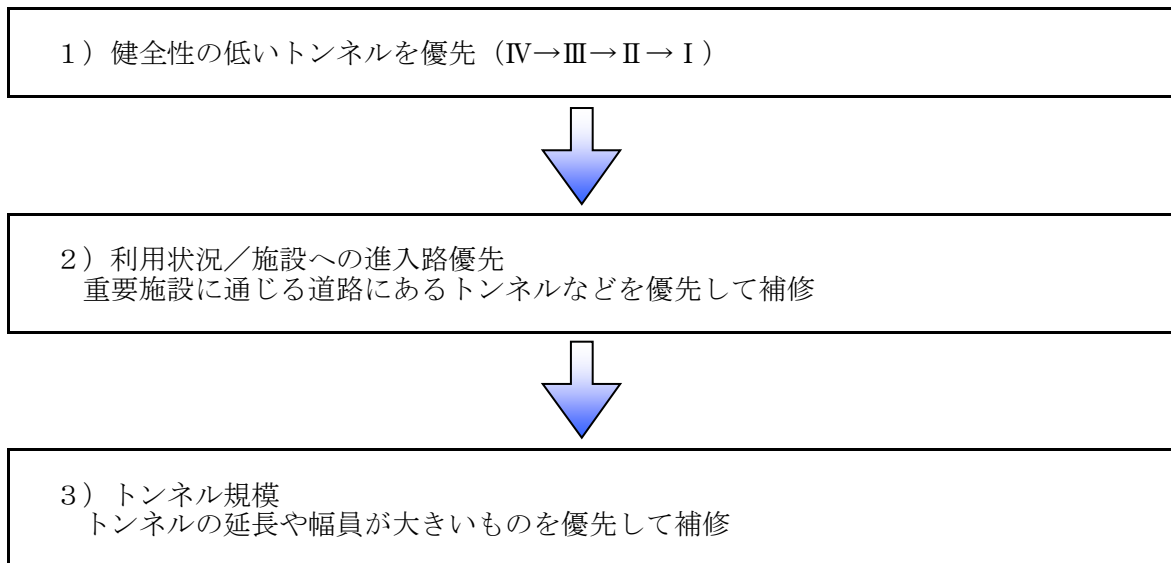 １）健全性の低いトンネルを優先（Ⅳ→Ⅲ→Ⅱ→Ⅰ）
２）利用状況／施設への進入路優先
重要施設に通じる道路にあるトンネルなどを優先して補修
３）トンネル規模
トンネルの延長や幅員が大きいものを優先して補修